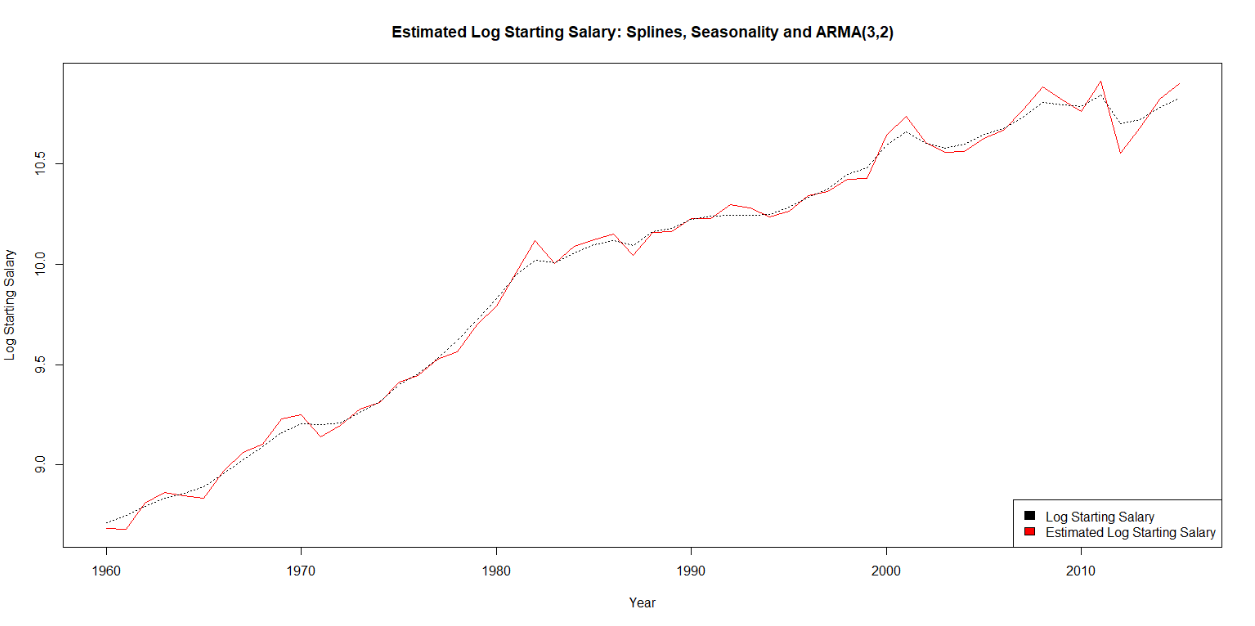 Estimated Log Starting Salary: Splines, Seasonality and ARMA(3,2)
Log Starting Salary
10.5
10.0
9.5
9.0
Log Starting Salary
Estimated Log Starting Salary
1960 1970 1980 1990 2000 2010
Year